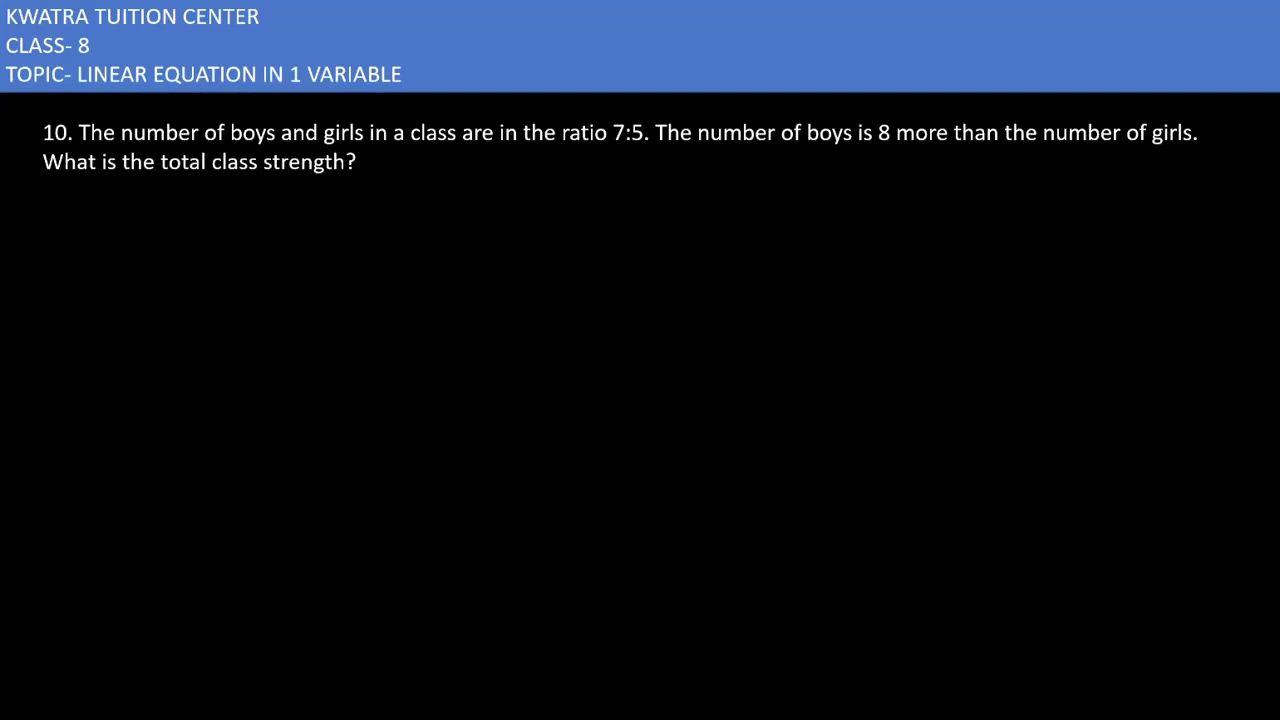 KWATRA TUITION CENTER
CLASS- 8
TOPIC- LINEAR EQUATION IN 1 VARIABLE
10. The number of boys and girls in a class are in the ratio 7:5. The number of boys is 8 more than the number of girls.
What is the total class strength?